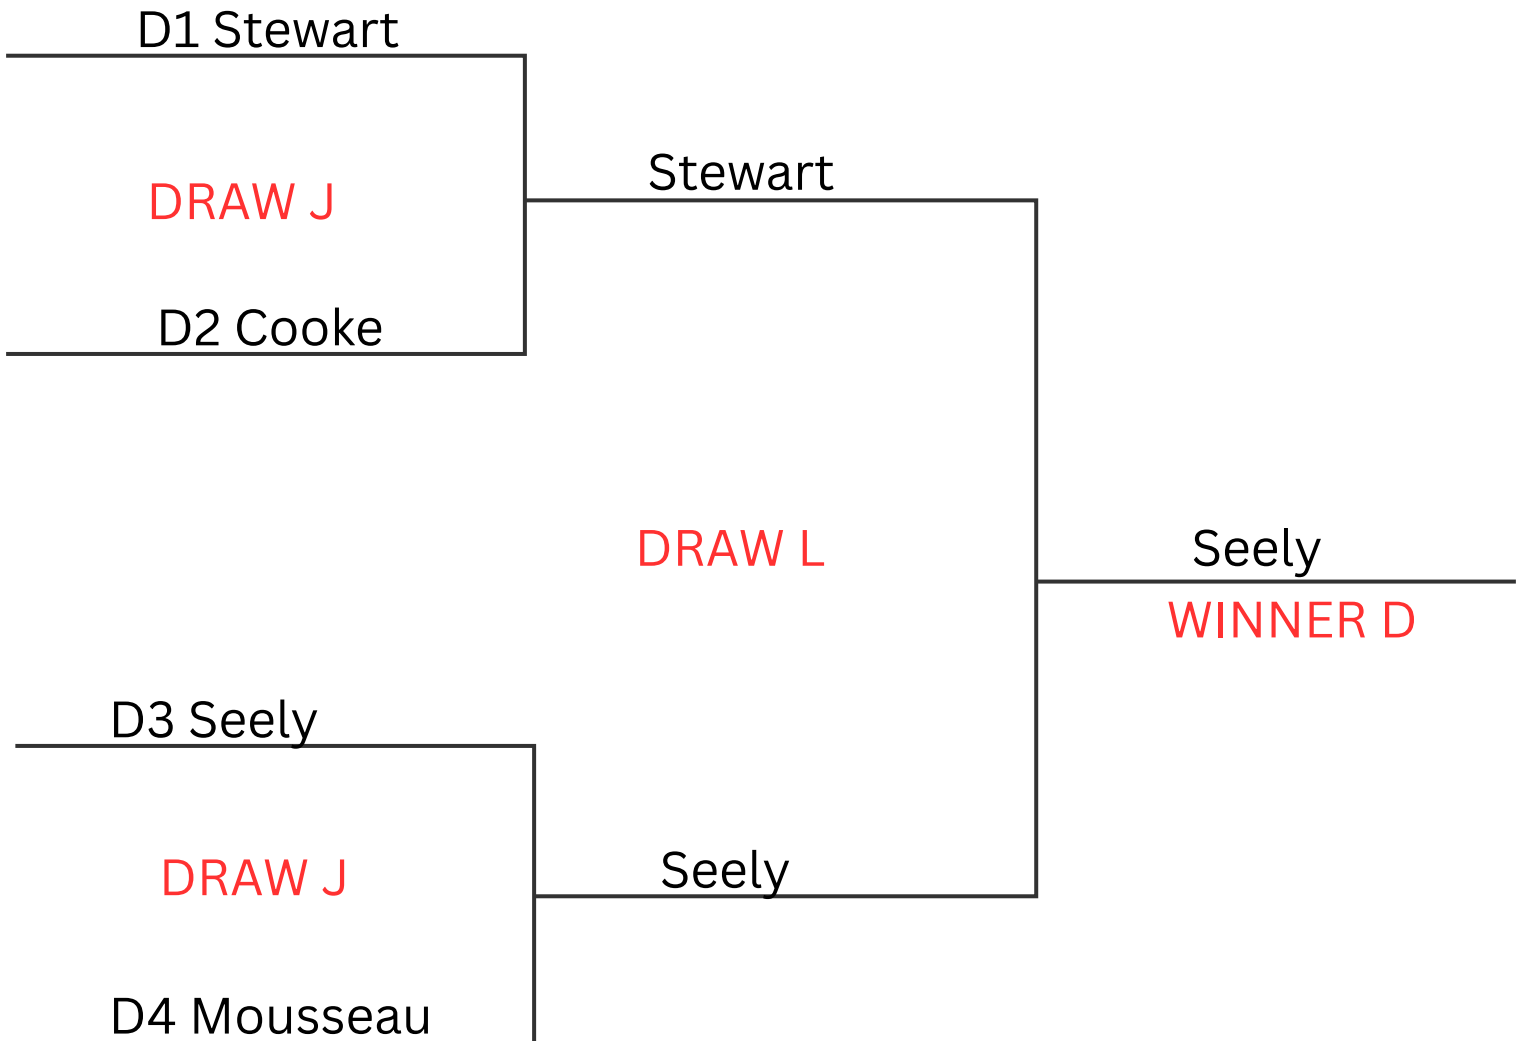 D1 Stewart
DRAW J
D2 Cooke
Stewart
DRAW L
Seely
WINNER D
D3 Seely
DRAW J
Seely
D4 Mousseau